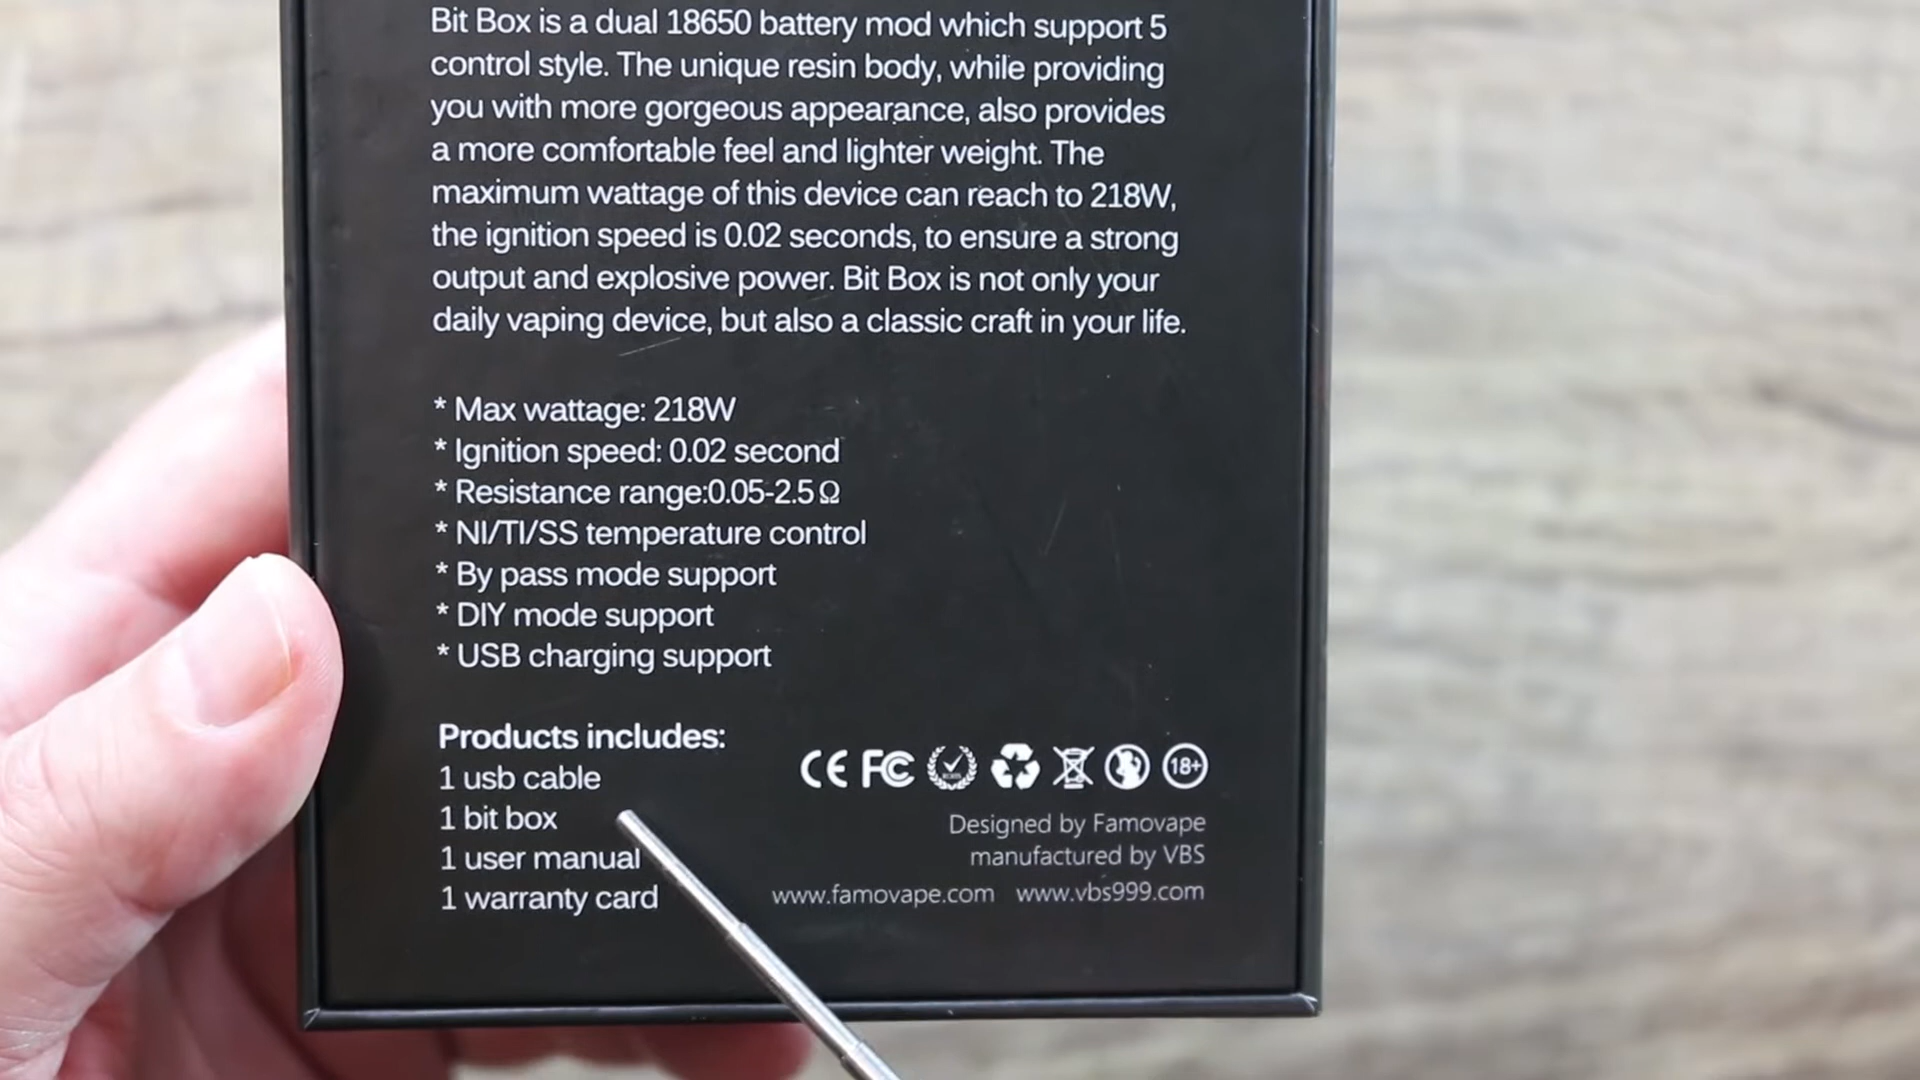 Bit Box is a dual 18650 battery mod which support 5
control style. The unique resin body, while providing
you with more gorgeous appearance, also provides
a more comfortable feel and lighter weight. The
maximum wattage of this device can reach to 218W,
the ignition speed is 0.02 seconds, to ensure a strong
output and explosive power. Bit Box is not only your
daily vaping device, but also a classic craft in your life.
* Max wattage: 218W
* Ignition speed: 0.02 second
* Resistance range:0.05-2.5Ω
* NI/TI/SS temperature control
* By pass mode support
* DIY mode support
* USB charging support
Products includes:
1 usb cable
1 bit box
1 user manual
1 warranty card
CE FC 18+
Designed by Famovape
manufactured by VBS
www.famovape.com www.vbs999.com